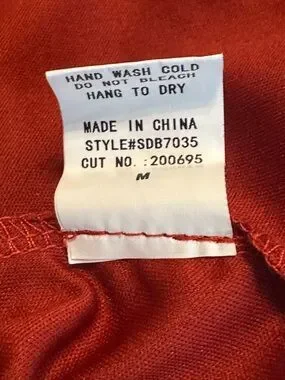 HAND WASH COLD
DO NOT BLEACH
HANG TO DRY
MADE IN CHINA
STYLE#SDB7035
CUT NO.:200695
M